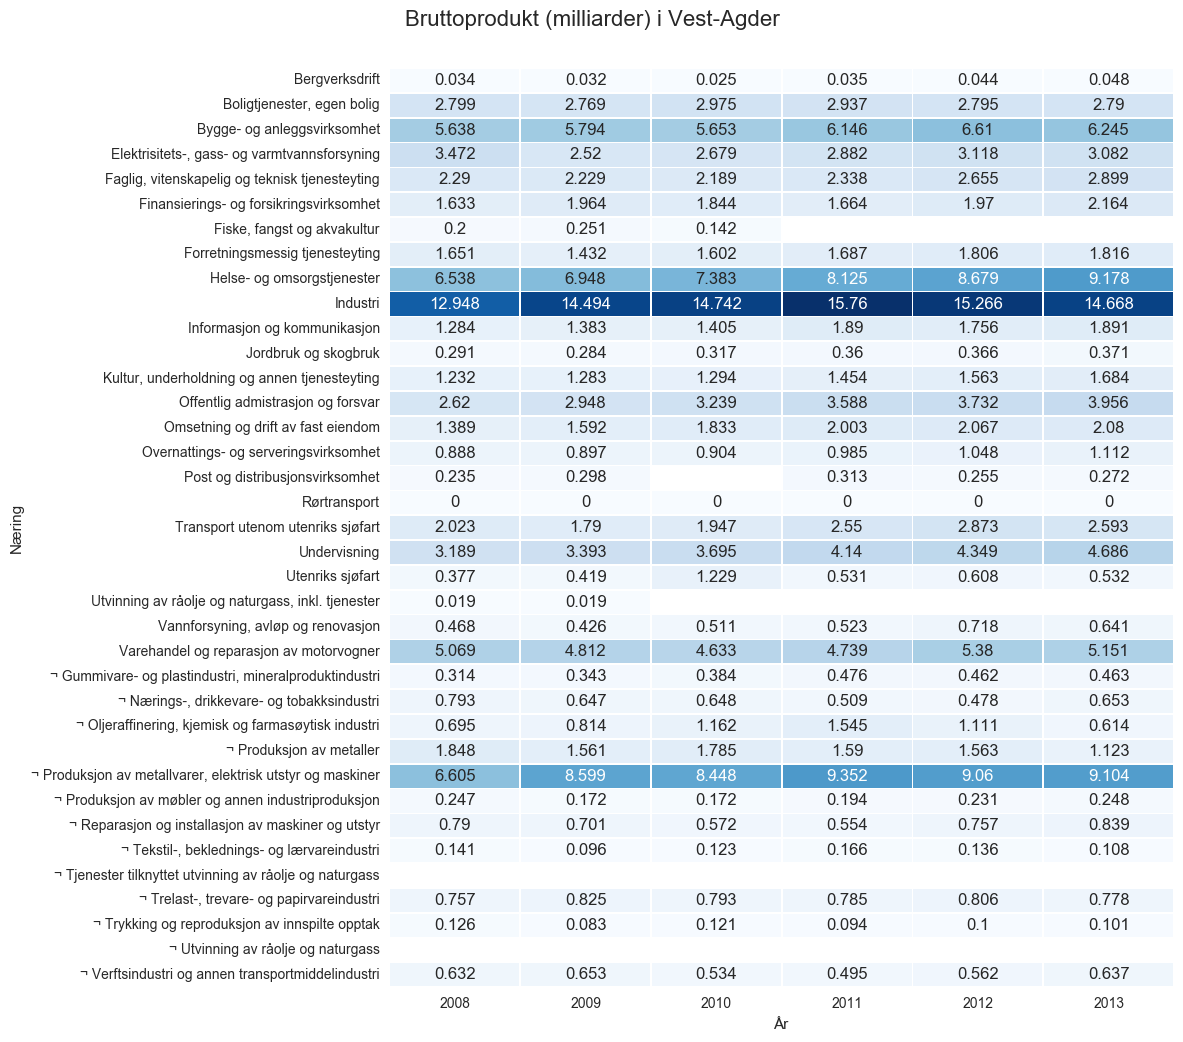 Bruttoprodukt (milliarder) i Vest-Agder
Bergverksdrift 0.034 0.032 0.025 0.035 0.044 0.048
Boligtjenester, egen bolig 2.799 2.769 2.975 2.937 2.795 2.79
Bygge- og anleggsvirksomhet 5.638 5.794 5.653 6.146 6.61 6.245
Elektrisitets-, gass- og varmtvannsforsyning 3.472 2.52 2.679 2.882 3.118 3.082
Faglig, vitenskapelig og teknisk tjenesteyting 2.29 2.229 2.189 2.338 2.655 2.899
Finansierings- og forsikringsvirksomhet 1.633 1.964 1.844 1.664 1.97 2.164
Fiske, fangst og akvakultur 0.2 0.251 0.142
Forretningsmessig tjenesteyting 1.651 1.432 1.602 1.687 1.806 1.816
Helse- og omsorgstjenester 6.538 6.948 7.383 8.125 8.679 9.178
Industri 12.948 14.494 14.742 15.76 15.266 14.668
Informasjon og kommunikasjon 1.284 1.383 1.405 1.89 1.756 1.891
Jordbruk og skogbruk 0.291 0.284 0.317 0.36 0.366 0.371
Kultur, underholdning og annen tjenesteyting 1.232 1.283 1.294 1.454 1.563 1.684
Offentlig admistrasjon og forsvar 2.62 2.948 3.239 3.588 3.732 3.956
Omsetning og drift av fast eiendom 1.389 1.592 1.833 2.003 2.067 2.08
Overnattings- og serveringsvirksomhet 0.888 0.897 0.904 0.985 1.048 1.112
Post og distribusjonsvirksomhet 0.235 0.298 0.313 0.255 0.272
Rørtransport 0 0 0 0 0 0
Transport utenom utenriks sjøfart 2.023 1.79 1.947 2.55 2.873 2.593
Undervisning 3.189 3.393 3.695 4.14 4.349 4.686
Utenriks sjøfart 0.377 0.419 1.229 0.531 0.608 0.532
Utvinning av råolje og naturgass, inkl. tjenester 0.019 0.019
Vannforsyning, avløp og renovasjon 0.468 0.426 0.511 0.523 0.718 0.641
Varehandel og reparasjon av motorvogner 5.069 4.812 4.633 4.739 5.38 5.151
¬ Gummivare- og plastindustri, mineralproduktindustri 0.314 0.343 0.384 0.476 0.462 0.463
¬ Nærings-, drikkevare- og tobakksindustri 0.793 0.647 0.648 0.509 0.478 0.653
¬ Oljeraffinering, kjemisk og farmasøytisk industri 0.695 0.814 1.162 1.545 1.111 0.614
¬ Produksjon av metaller 1.848 1.561 1.785 1.59 1.563 1.123
¬ Produksjon av metallvarer, elektrisk utstyr og maskiner 6.605 8.599 8.448 9.352 9.06 9.104
¬ Produksjon av møbler og annen industriproduksjon 0.247 0.172 0.172 0.194 0.231 0.248
¬ Reparasjon og installasjon av maskiner og utstyr 0.79 0.701 0.572 0.554 0.757 0.839
¬ Tekstil-, beklednings- og lærvareindustri 0.141 0.096 0.123 0.166 0.136 0.108
¬ Tjenester tilknyttet utvinning av råolje og naturgass
¬ Trelast-, trevare- og papirvareindustri 0.757 0.825 0.793 0.785 0.806 0.778
¬ Trykking og reproduksjon av innspilte opptak 0.126 0.083 0.121 0.094 0.1 0.101
¬ Utvinning av råolje og naturgass
¬ Verftsindustri og annen transportmiddelindustri 0.632 0.653 0.534 0.495 0.562 0.637
2008 2009 2010 2011 2012 2013
År
Næring